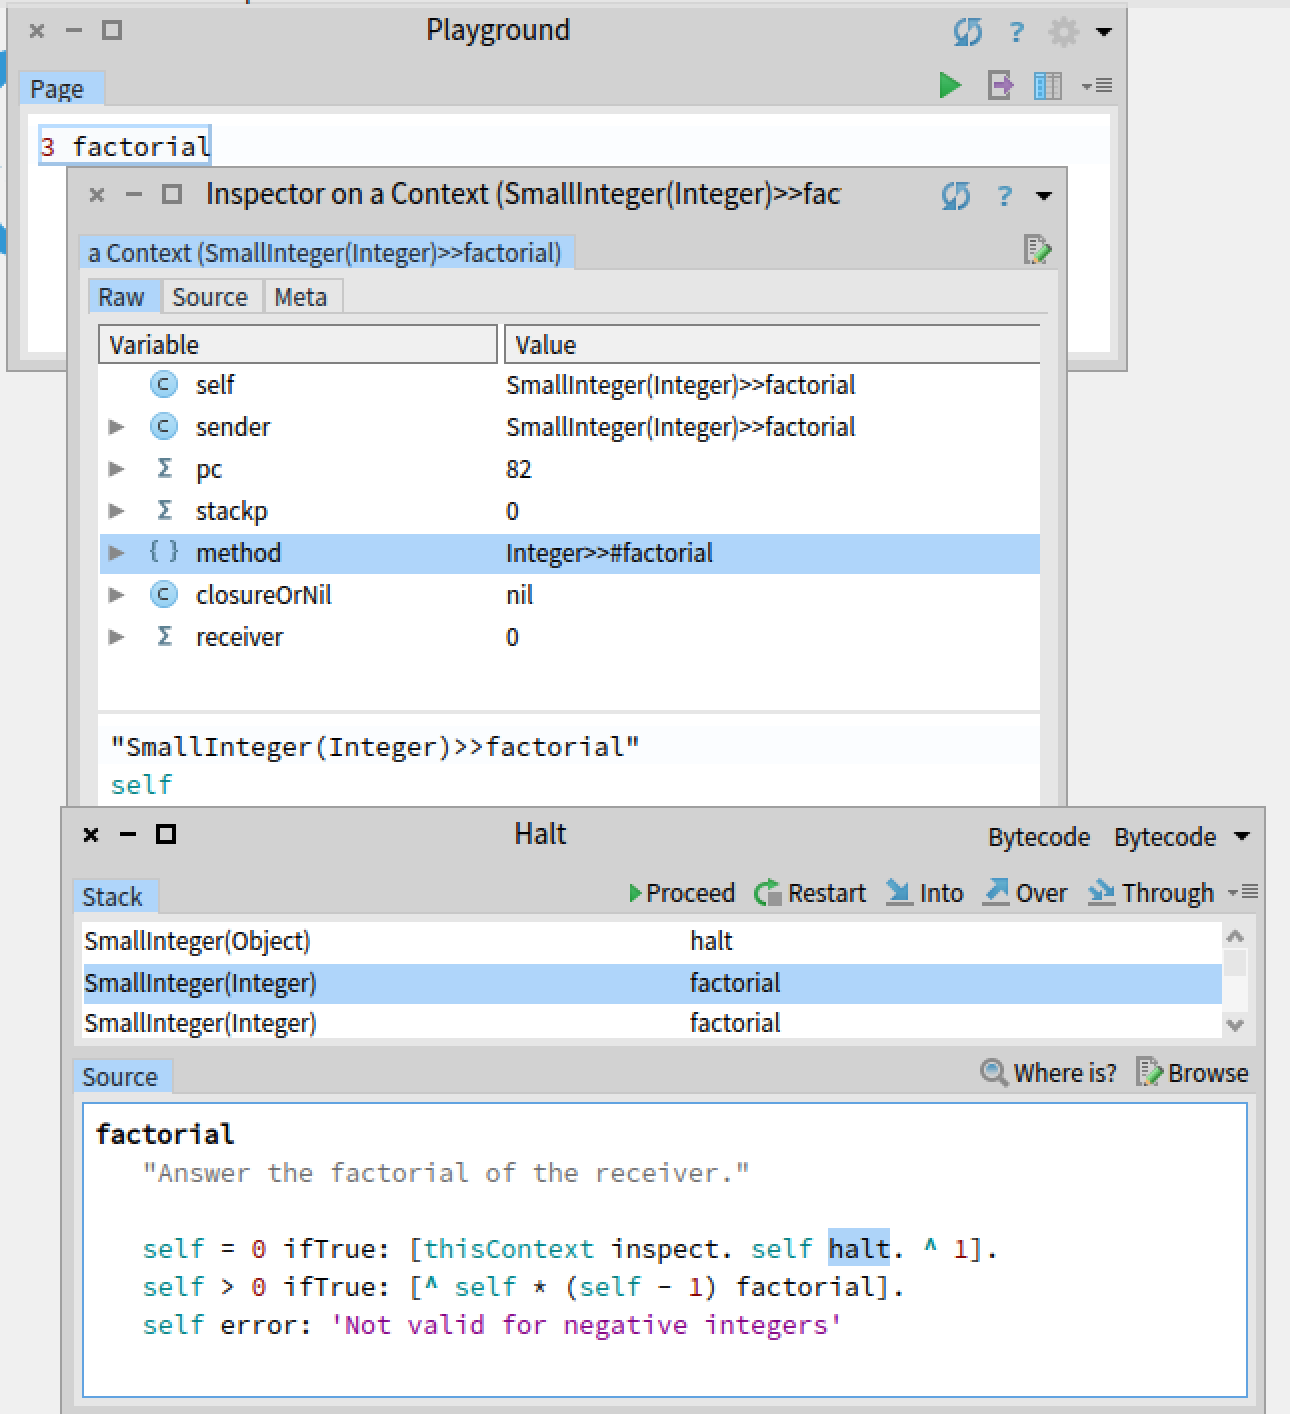 Playground
?
Page
3 factorial
Inspector on a Context (SmallInteger(Integer)>>fac
?
a Context (SmallInteger(Integer)>>factorial)
Raw Source Meta
Variable Value
C self SmallInteger(Integer)>>factorial
C sender SmallInteger(Integer)>>factorial
Σ pc 82
Σ stackp 0
{ } method Integer>>#factorial
C closureOrNil nil
Σ receiver 0
"SmallInteger(Integer)>>factorial"
self
Halt Bytecode Bytecode
Stack Proceed Restart Into Over Through
SmallInteger(Object) halt
SmallInteger(Integer) factorial
SmallInteger(Integer) factorial
Source Where is? Browse
factorial
"Answer the factorial of the receiver."
self = 0 ifTrue: [thisContext inspect. self halt. ^ 1].
self > 0 ifTrue: [^ self * (self - 1) factorial].
self error: 'Not valid for negative integers'